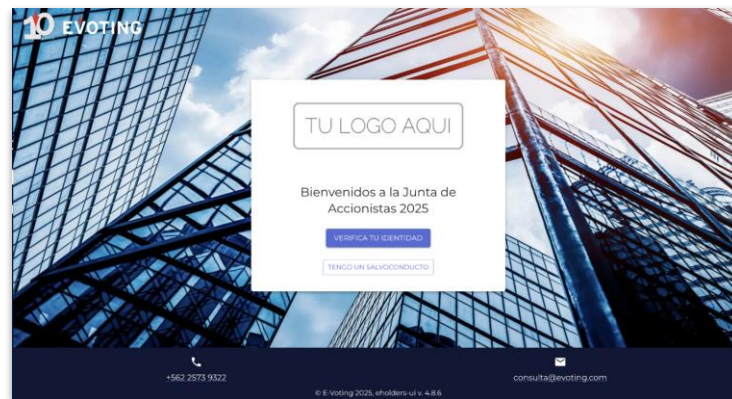 10 EVOTING
TU LOGO AQUI
Bienvenidos a la Junta de
Accionistas 2025
VERIFICA TU IDENTIDAD
TENGO UN SALVOCONDUCTO
+562 2573 9322
consulta@evoting.com
© E-Voting 2025, eholders-ui v. 4.8.6